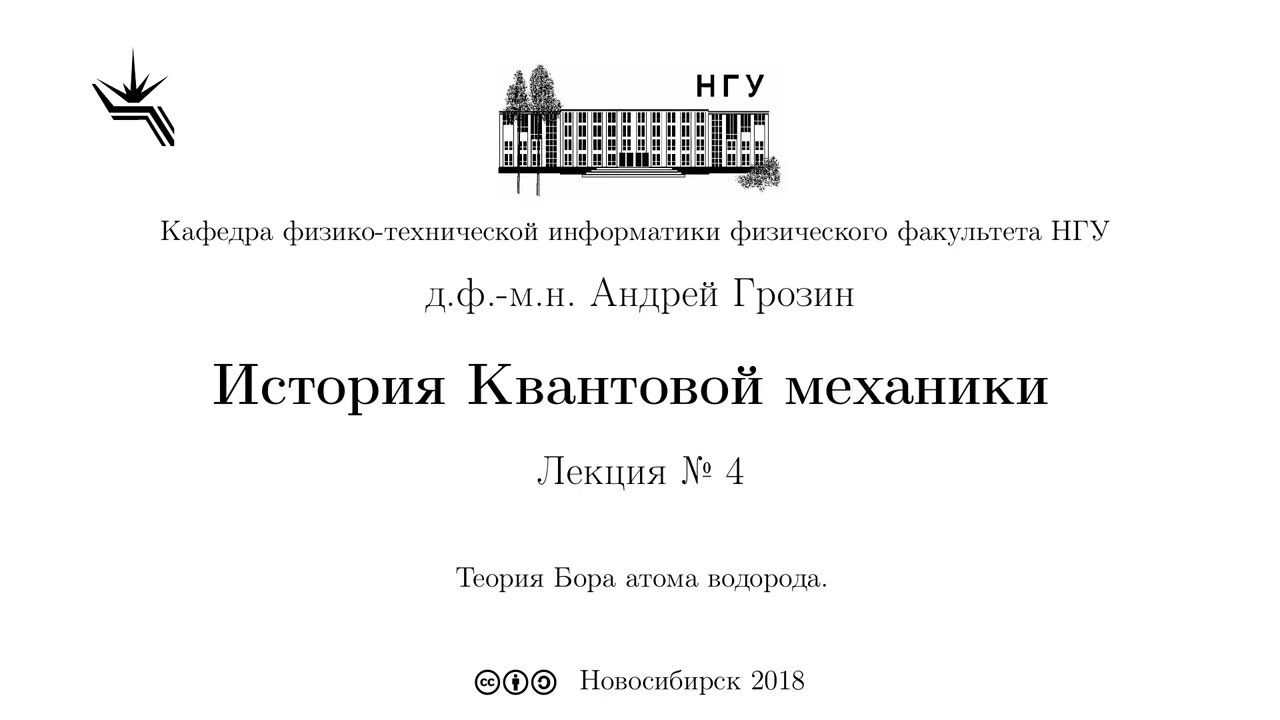 НГУ
Кафедра физико-технической информатики физического факультета НГУ
д.ф.-м.н. Андрей Грозин
История Квантовой механики
Лекция № 4
Теория Бора атома водорода.
cc Новосибирск 2018